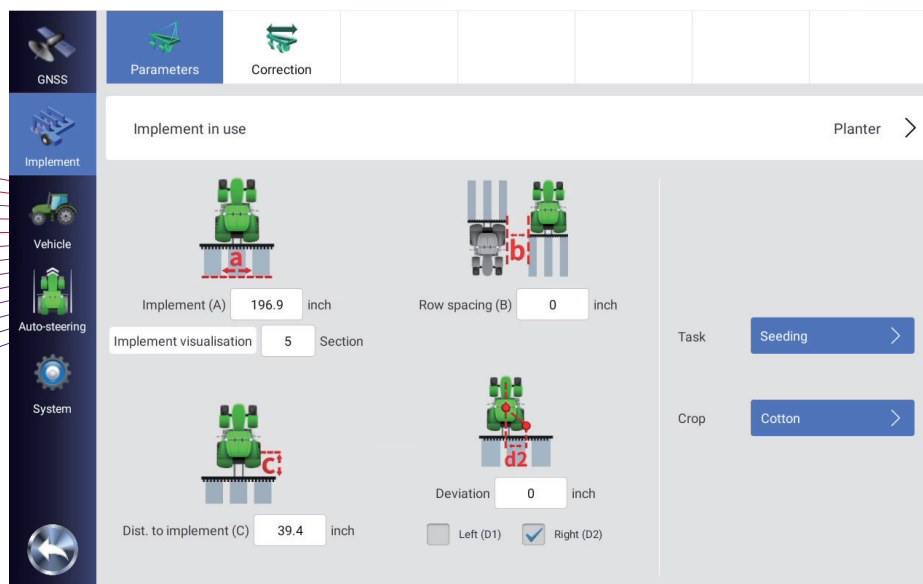 GNSS
Implement
Vehicle
Auto-steering
System
Parameters
Correction
Implement in use
Planter
a
Implement (A) 196.9 inch
Implement visualisation 5 Section
b
Row spacing (B) 0 inch
c
Dist. to implement (C) 39.4 inch
d2
Deviation 0 inch
Left (D1) Right (D2)
Task Seeding
Crop Cotton